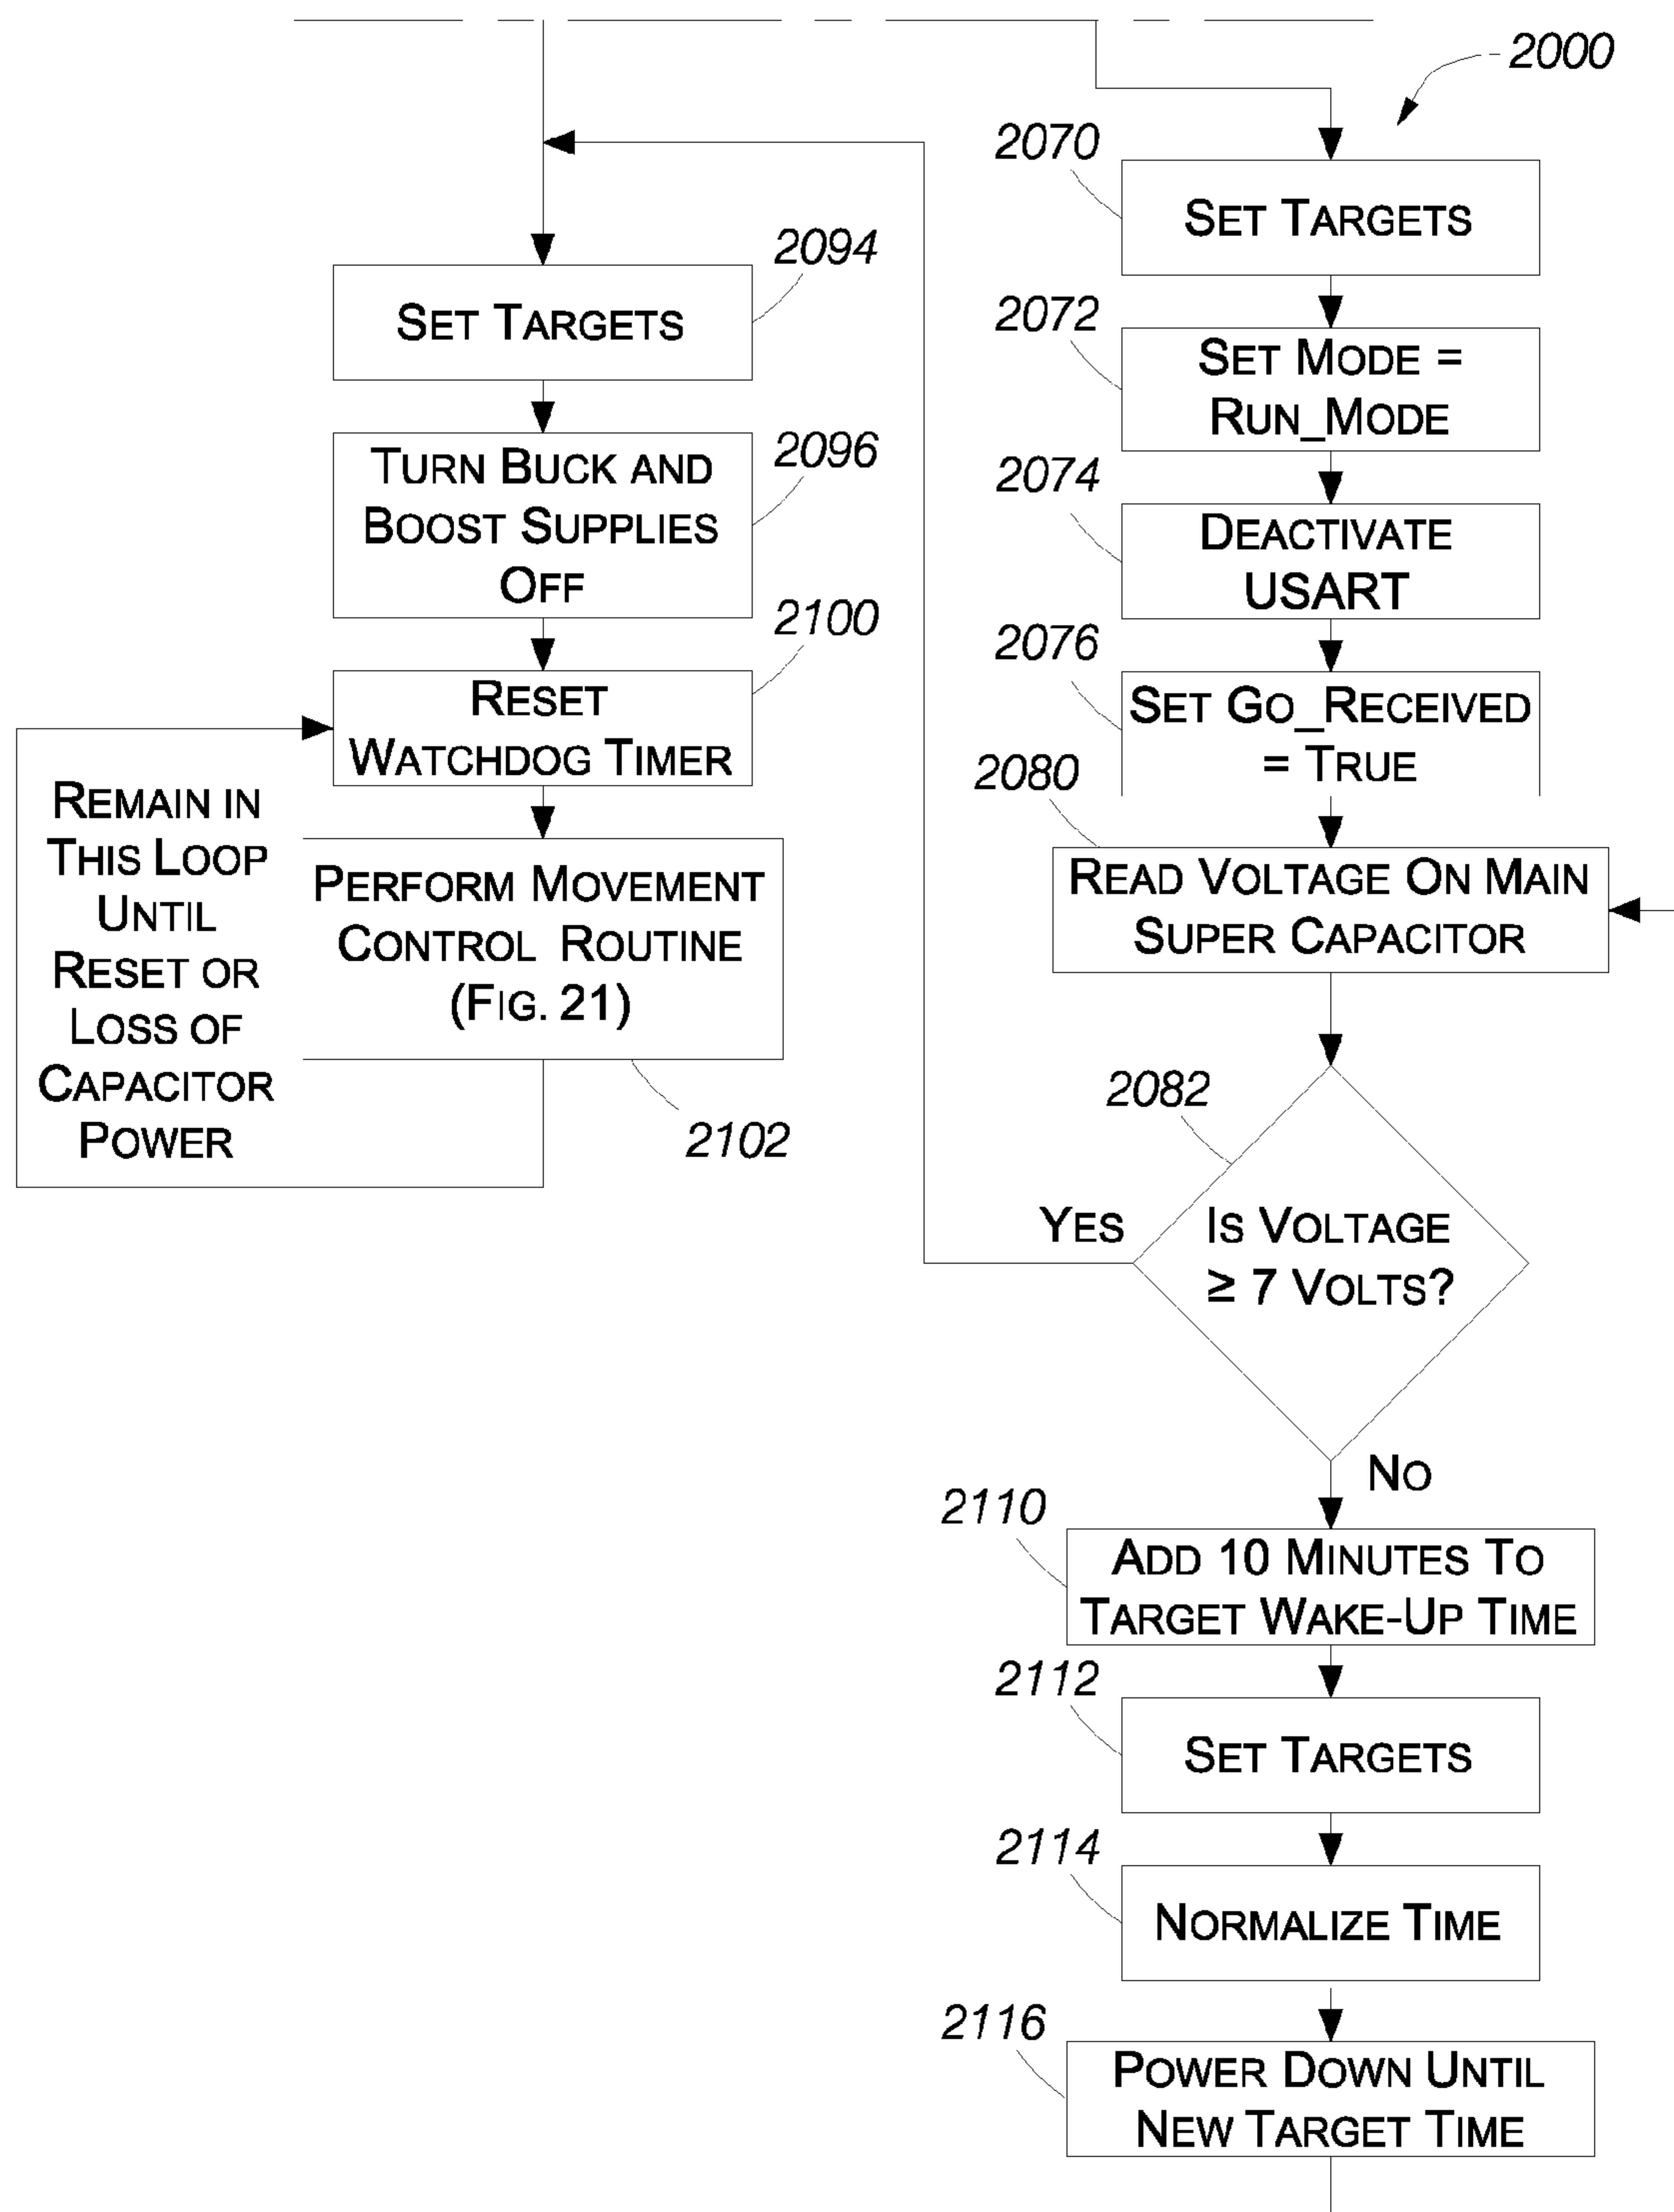 2000
2094
SET TARGETS
2096
TURN BUCK AND
BOOST SUPPLIES
OFF
2100
RESET
WATCHDOG TIMER
PERFORM MOVEMENT
CONTROL ROUTINE
(FIG. 21)
2102
REMAIN IN
THIS LOOP
UNTIL
RESET OR
LOSS OF
CAPACITOR
POWER
2070
SET TARGETS
2072
SET MODE =
RUN_MODE
2074
DEACTIVATE
USART
2076
SET GO_RECEIVED
= TRUE
2080
READ VOLTAGE ON MAIN
SUPER CAPACITOR
2082
IS VOLTAGE
≥ 7 VOLTS?
YES
NO
2110
ADD 10 MINUTES TO
TARGET WAKE-UP TIME
2112
SET TARGETS
2114
NORMALIZE TIME
2116
POWER DOWN UNTIL
NEW TARGET TIME